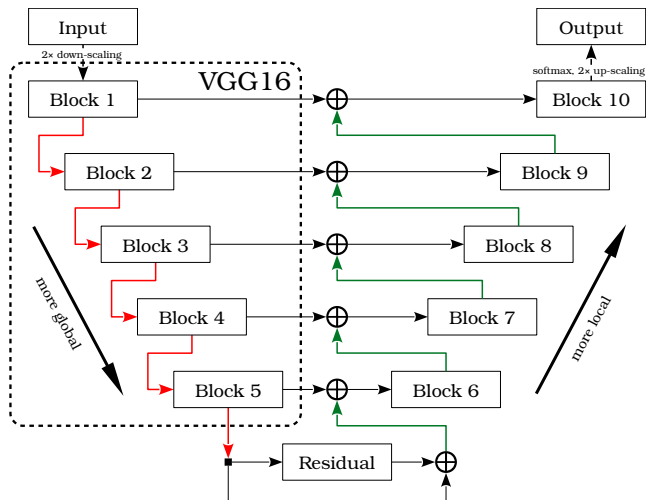 Input
Output
2× down-scaling
softmax, 2× up-scaling
VGG16
Block 1
Block 10
Block 2
Block 9
Block 3
Block 8
more global
more local
Block 4
Block 7
Block 5
Block 6
Residual